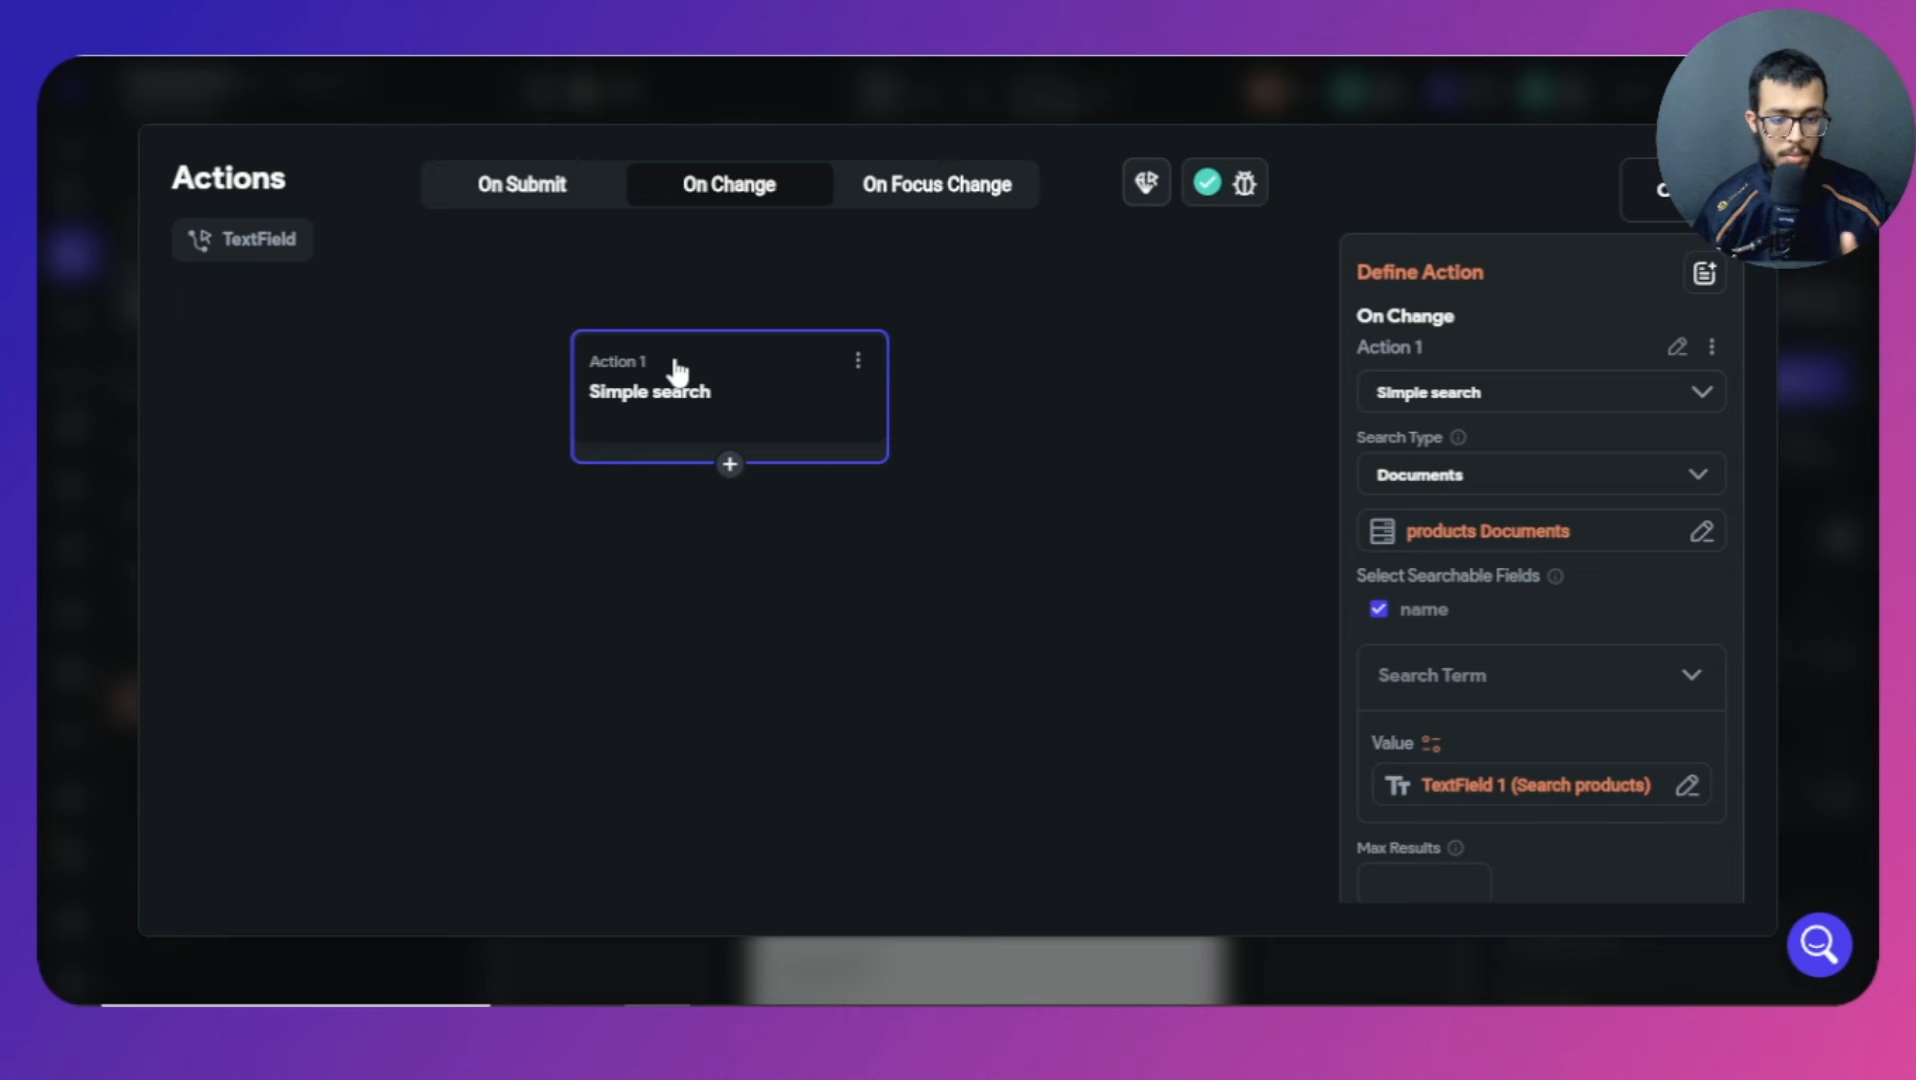 Actions
On Submit
On Change
On Focus Change
TextField
Action 1
Simple search
Define Action
On Change
Action 1
Simple search
Search Type
Documents
products Documents
Select Searchable Fields
name
Search Term
Value
TextField 1 (Search products)
Max Results